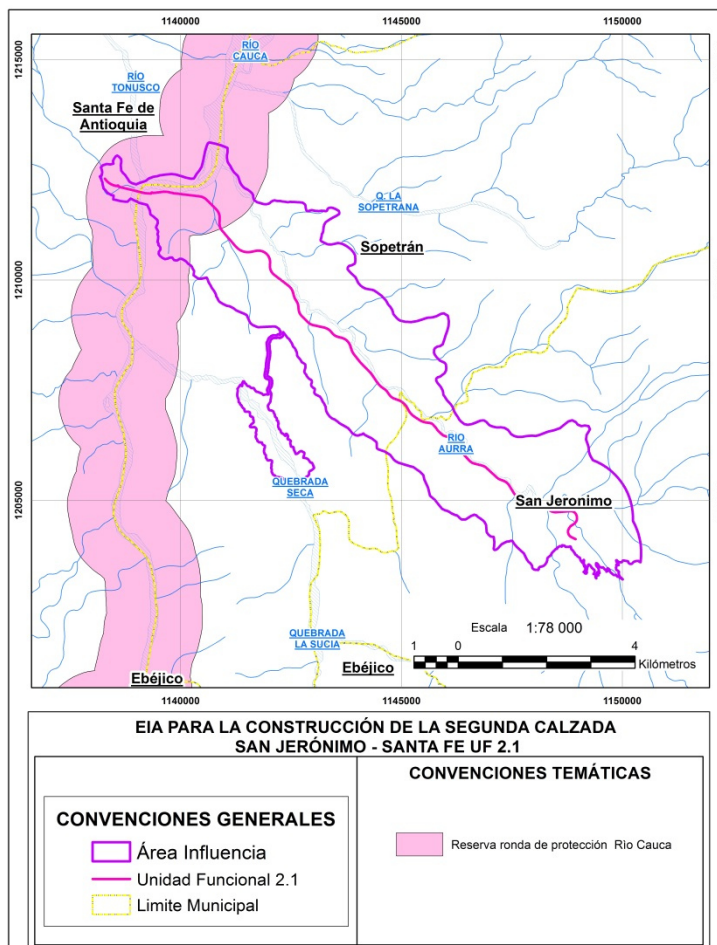 1140000
1145000
1150000
1215000
RÍO
CAUCA
RÍO
TONUSCO
Santa Fe de
Antioquia
Q. LA
SOPETRANA
Sopetrán
1210000
RIO
AURRA
QUEBRADA
SECA
1205000
San Jeronimo
Escala 1:78 000
1 0 4
Kilómetros
QUEBRADA
LA SUCIA
Ebéjico
Ebéjico
1140000
1145000
1150000
EIA PARA LA CONSTRUCCIÓN DE LA SEGUNDA CALZADA
SAN JERÓNIMO - SANTA FE UF 2.1
CONVENCIONES GENERALES
Área Influencia
Unidad Funcional 2.1
Limite Municipal
CONVENCIONES TEMÁTICAS
Reserva ronda de protección Rìo Cauca